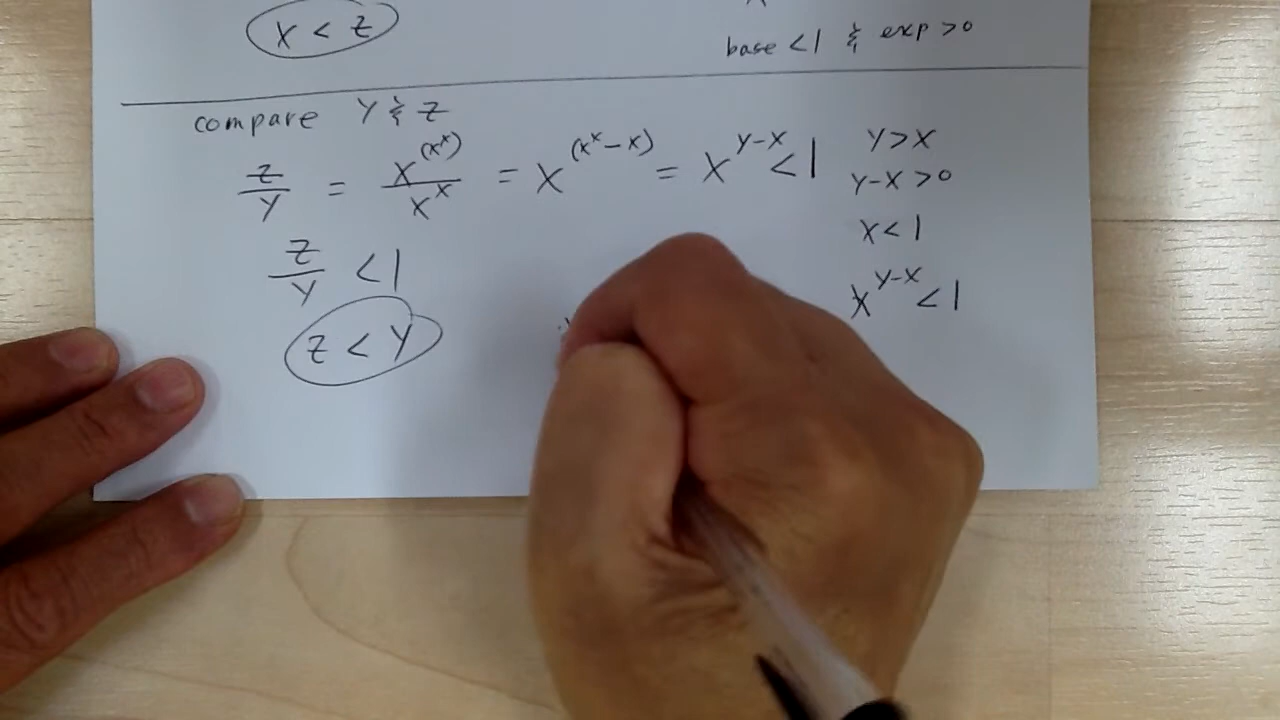 x < z
base < 1 & exp > 0
compare Y & z
z/Y = x^(x^x)/x^x = x^(x^x - x) = x^(Y-x) < 1
Y > x
Y-x > 0
x < 1
x^(Y-x) < 1
z/Y < 1
z < Y